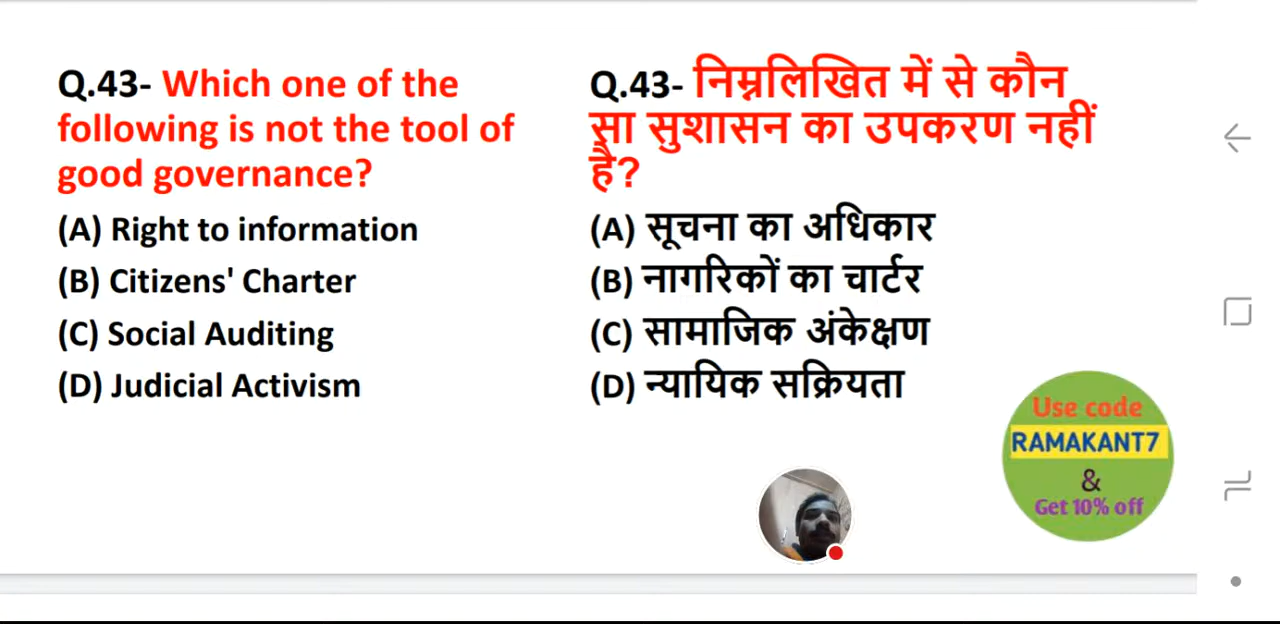 Q.43- Which one of the
following is not the tool of
good governance?
(A) Right to information
(B) Citizens' Charter
(C) Social Auditing
(D) Judicial Activism
Q.43- निम्नलिखित में से कौन
सा सुशासन का उपकरण नहीं
है?
(A) सूचना का अधिकार
(B) नागरिकों का चार्टर
(C) सामाजिक अंकेक्षण
(D) न्यायिक सक्रियता
Use code
RAMAKANT7
&
Get 10% off